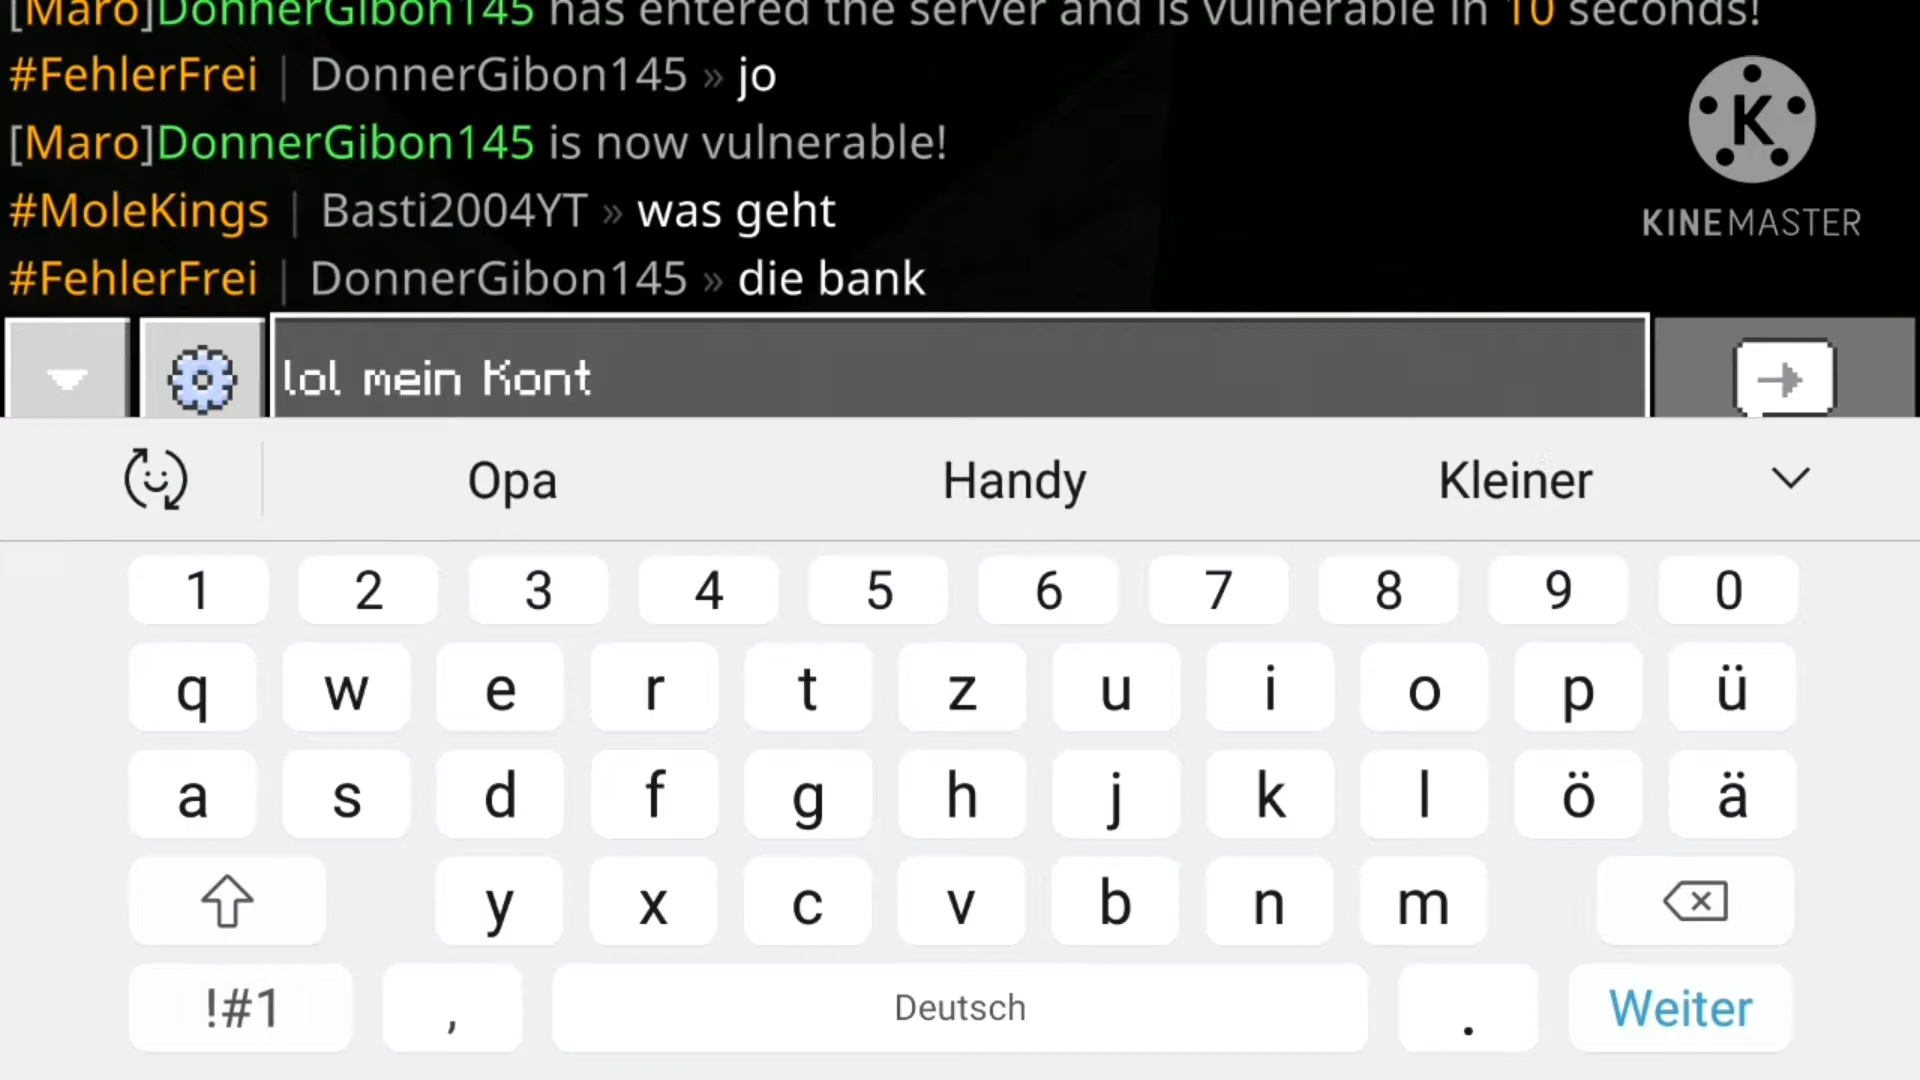 [Maro]DonnerGibon145 has entered the server and is vulnerable in 10 seconds!
#FehlerFrei | DonnerGibon145 » jo
[Maro]DonnerGibon145 is now vulnerable!
#MoleKings | Basti2004YT » was geht
#FehlerFrei | DonnerGibon145 » die bank
K
KINEMASTER
lol mein Kont
Opa Handy Kleiner
1 2 3 4 5 6 7 8 9 0
q w e r t z u i o p ü
a s d f g h j k l ö ä
y x c v b n m
!#1 , Deutsch . Weiter